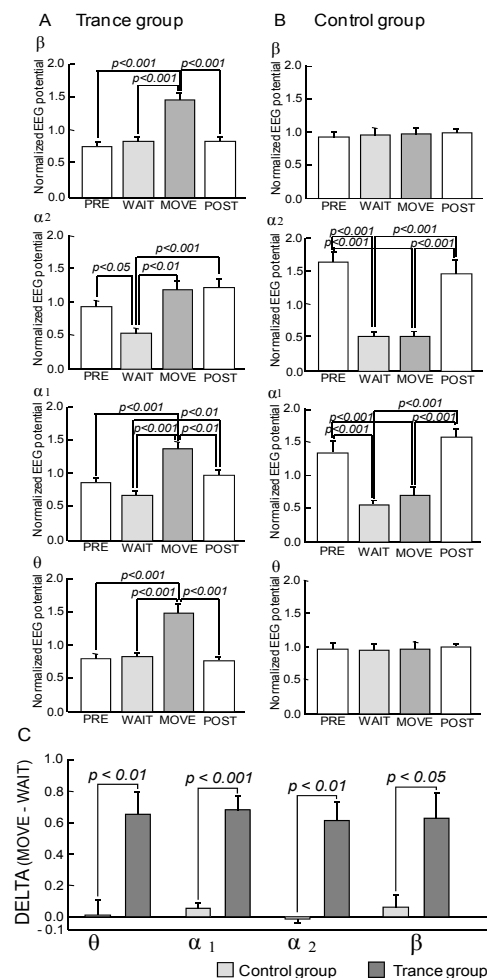 A Trance group
β
Normalized EEG potential
2.0
1.5
1.0
0.5
0.0
p<0.001
p<0.001
p<0.001
PRE WAIT MOVE POST
α2
Normalized EEG potential
2.0
1.5
1.0
0.5
0.0
p<0.001
p<0.05
p<0.01
PRE WAIT MOVE POST
α1
Normalized EEG potential
2.0
1.5
1.0
0.5
0.0
p<0.001
p<0.01
p<0.001
p<0.01
PRE WAIT MOVE POST
θ
Normalized EEG potential
2.0
1.5
1.0
0.5
0.0
p<0.001
p<0.001
p<0.001
PRE WAIT MOVE POST
B Control group
β
Normalized EEG potential
2.0
1.5
1.0
0.5
0.0
PRE WAIT MOVE POST
α2
Normalized EEG potential
2.0
1.5
1.0
0.5
0.0
p<0.001
p<0.001
p<0.001
p<0.001
PRE WAIT MOVE POST
α1
Normalized EEG potential
2.0
1.5
1.0
0.5
0.0
p<0.001
p<0.001
p<0.001
p<0.001
PRE WAIT MOVE POST
θ
Normalized EEG potential
2.0
1.5
1.0
0.5
0.0
PRE WAIT MOVE POST
C
DELTA (MOVE - WAIT)
1.0
0.8
0.6
0.4
0.2
0.0
-0.1
p < 0.01
p < 0.001
p < 0.01
p < 0.05
θ α 1 α 2 β
Control group Trance group